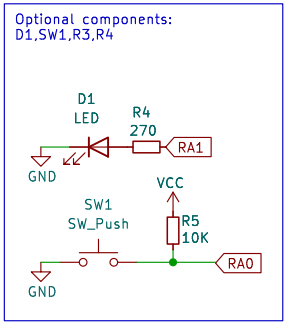 Optional components:
D1,SW1,R3,R4
D1
LED
R4
270
RA1
GND
VCC
SW1
SW_Push
R5
10K
RA0
GND